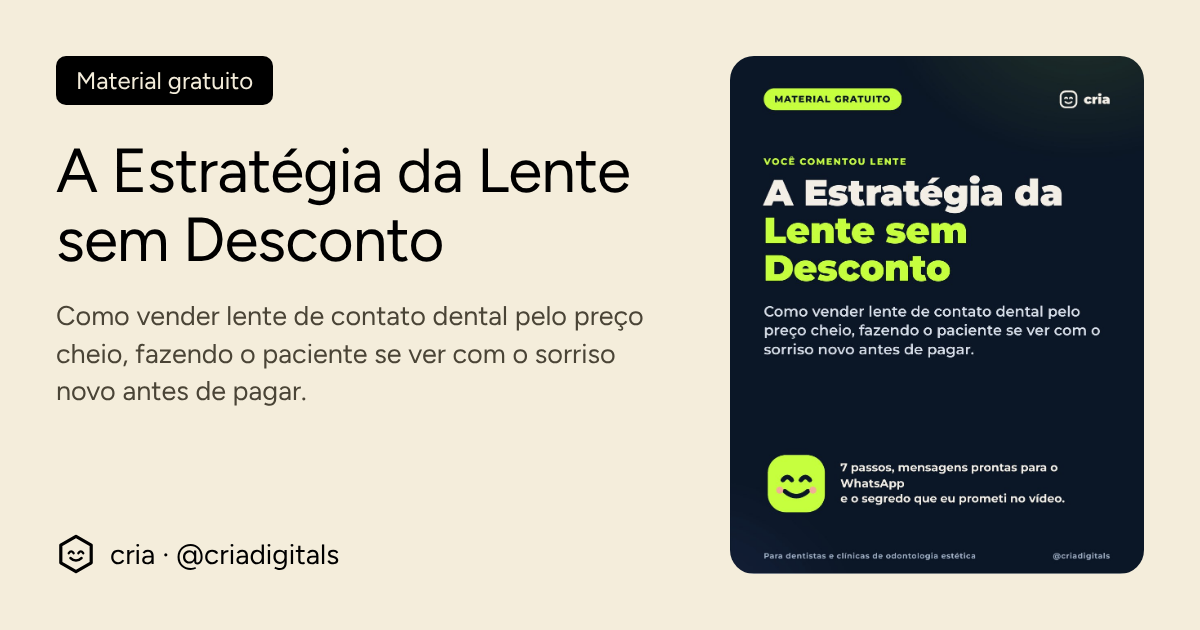 Material gratuito
A Estratégia da Lente
sem Desconto
Como vender lente de contato dental pelo preço
cheio, fazendo o paciente se ver com o sorriso
novo antes de pagar.
cria · @criadigitals
MATERIAL GRATUITO
cria
VOCÊ COMENTOU LENTE
A Estratégia da
Lente sem
Desconto
Como vender lente de contato dental pelo
preço cheio, fazendo o paciente se ver com o
sorriso novo antes de pagar.
7 passos, mensagens prontas para o
WhatsApp
e o segredo que eu prometi no vídeo.
Para dentistas e clínicas de odontologia estética
@criadigitals